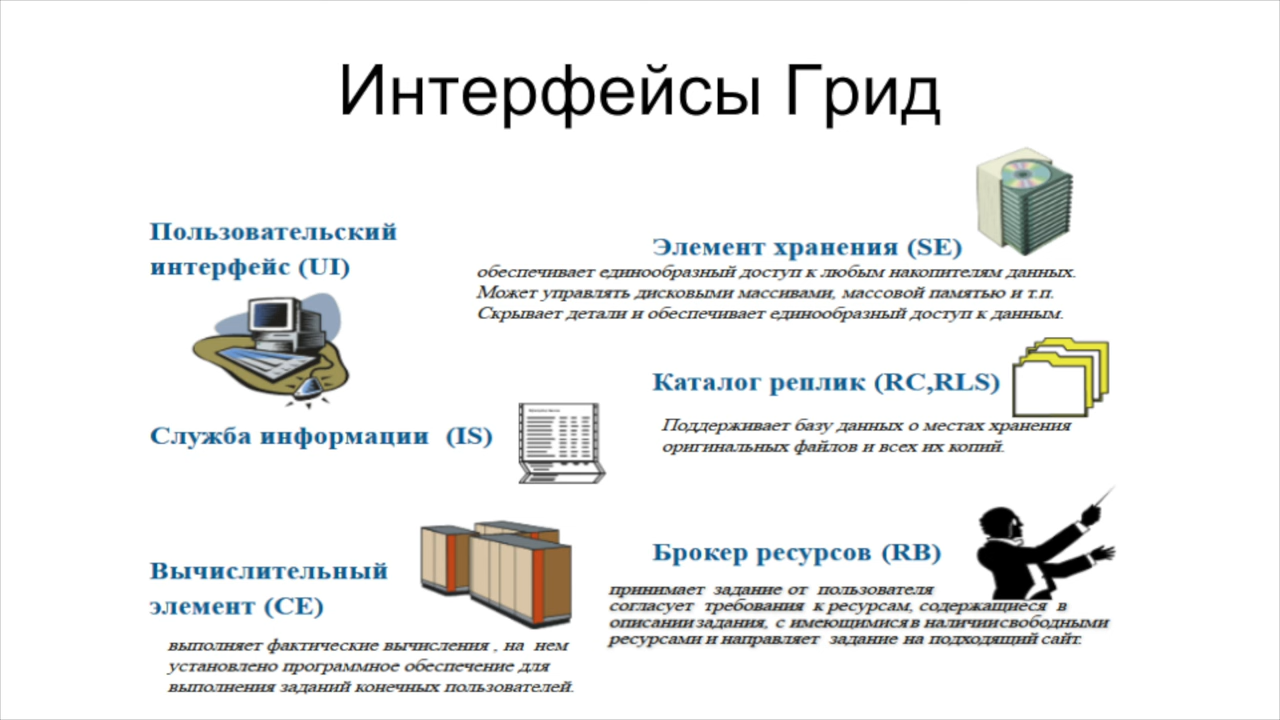 Интерфейсы Грид
Пользовательский
интерфейс (UI)
Служба информации (IS)
Вычислительный
элемент (CE)
выполняет фактические вычисления , на нем
установлено программное обеспечение для
выполнения заданий конечных пользователей.
Элемент хранения (SE)
обеспечивает единообразный доступ к любым накопителям данных.
Может управлять дисковыми массивами, массовой памятью и т.п.
Скрывает детали и обеспечивает единообразный доступ к данным.
Каталог реплик (RC,RLS)
Поддерживает базу данных о местах хранения
оригинальных файлов и всех их копий.
Брокер ресурсов (RB)
принимает задание от пользователя
согласует требования к ресурсам, содержащиеся в
описании задания, с имеющимися в наличии свободными
ресурсами и направляет задание на подходящий сайт.